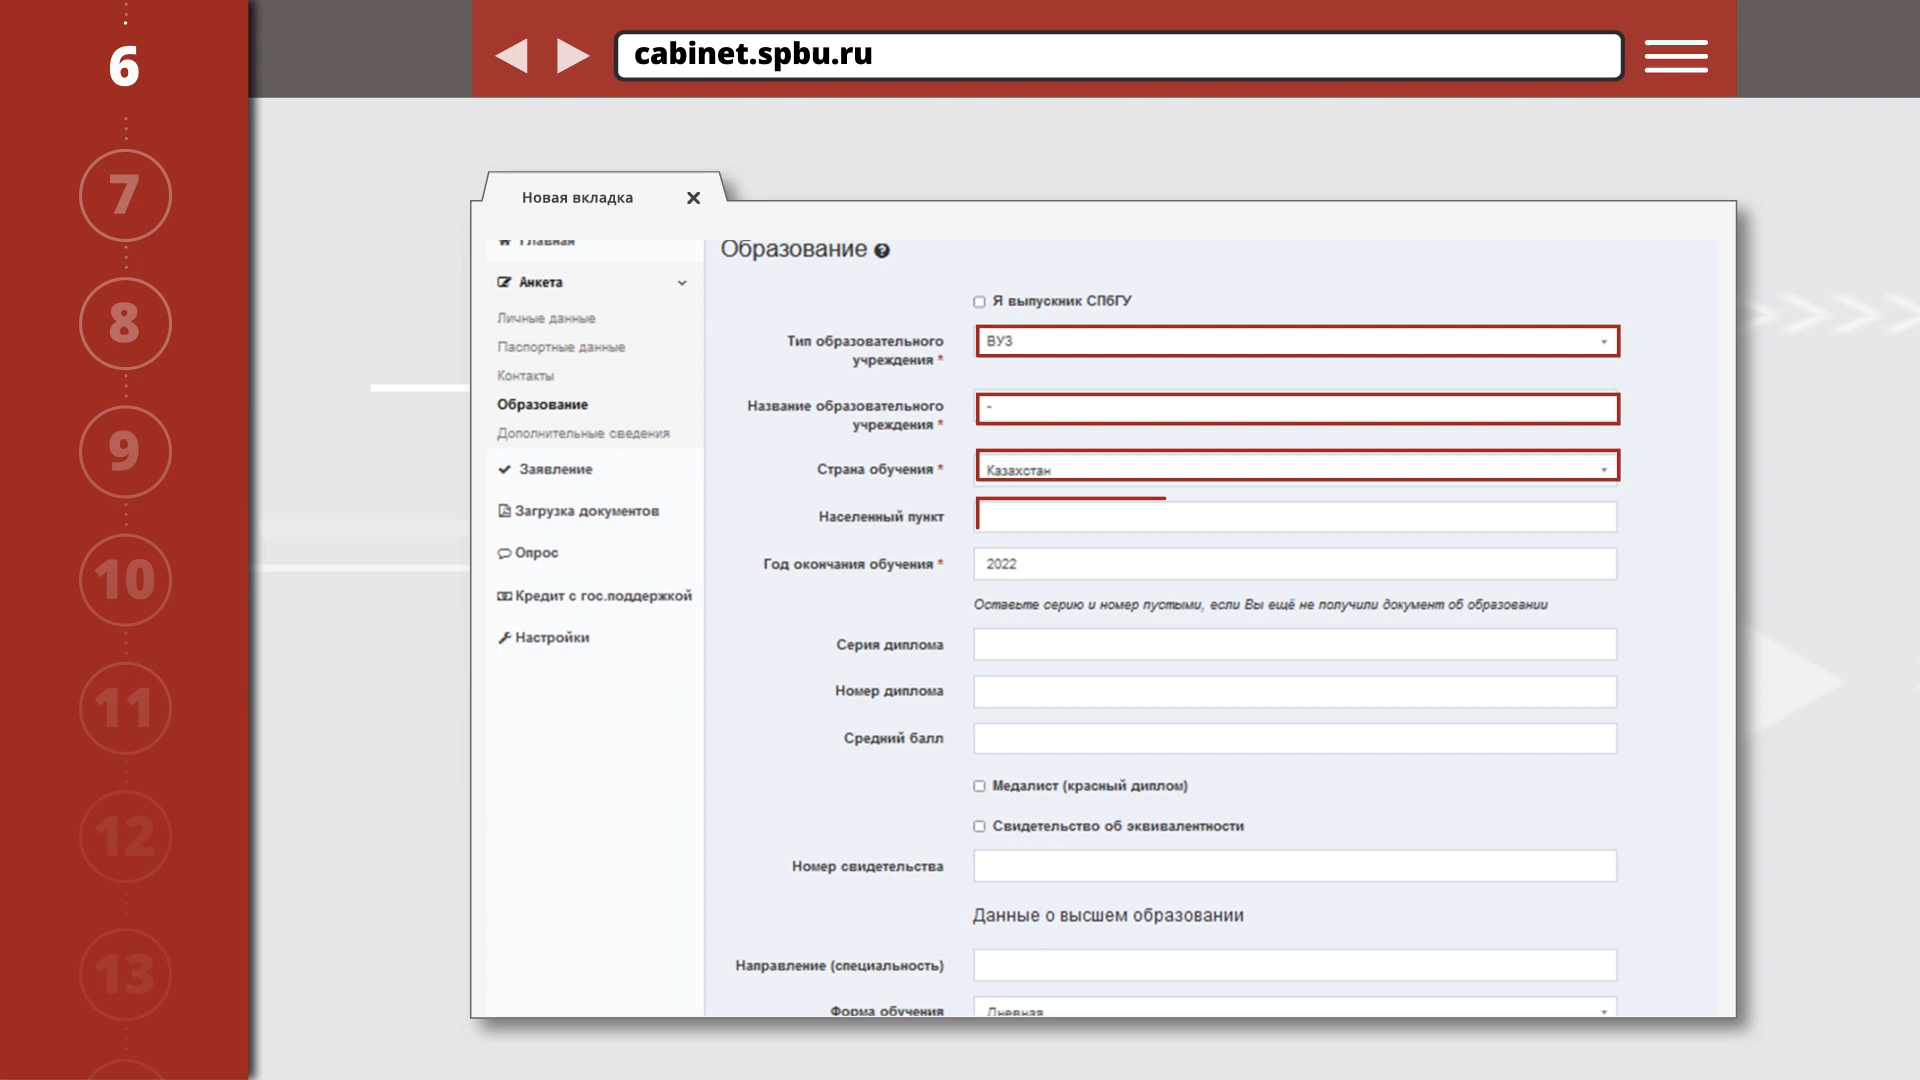 6
7
8
9
10
11
12
13
cabinet.spbu.ru
Новая вкладка
Главная
Анкета
Личные данные
Паспортные данные
Контакты
Образование
Дополнительные сведения
Заявление
Загрузка документов
Опрос
Кредит с гос.поддержкой
Настройки
Образование
Я выпускник СПбГУ
Тип образовательного
учреждения *
ВУЗ
Название образовательного
учреждения *
-
Страна обучения *
Казахстан
Населенный пункт
Год окончания обучения *
2022
Оставьте серию и номер пустыми, если Вы ещё не получили документ об образовании
Серия диплома
Номер диплома
Средний балл
Медалист (красный диплом)
Свидетельство об эквивалентности
Номер свидетельства
Данные о высшем образовании
Направление (специальность)
Форма обучения
Дневная